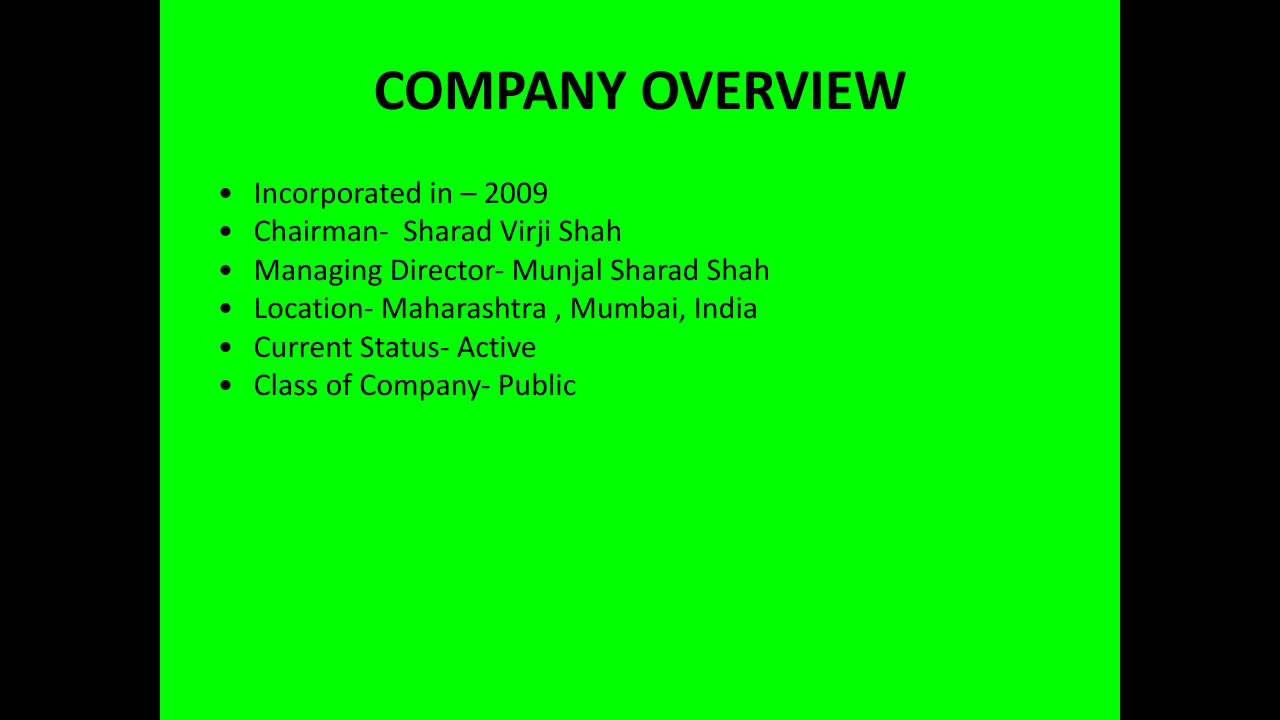 COMPANY OVERVIEW
• Incorporated in – 2009
• Chairman-  Sharad Virji Shah
• Managing Director- Munjal Sharad Shah
• Location- Maharashtra , Mumbai, India
• Current Status- Active
• Class of Company- Public